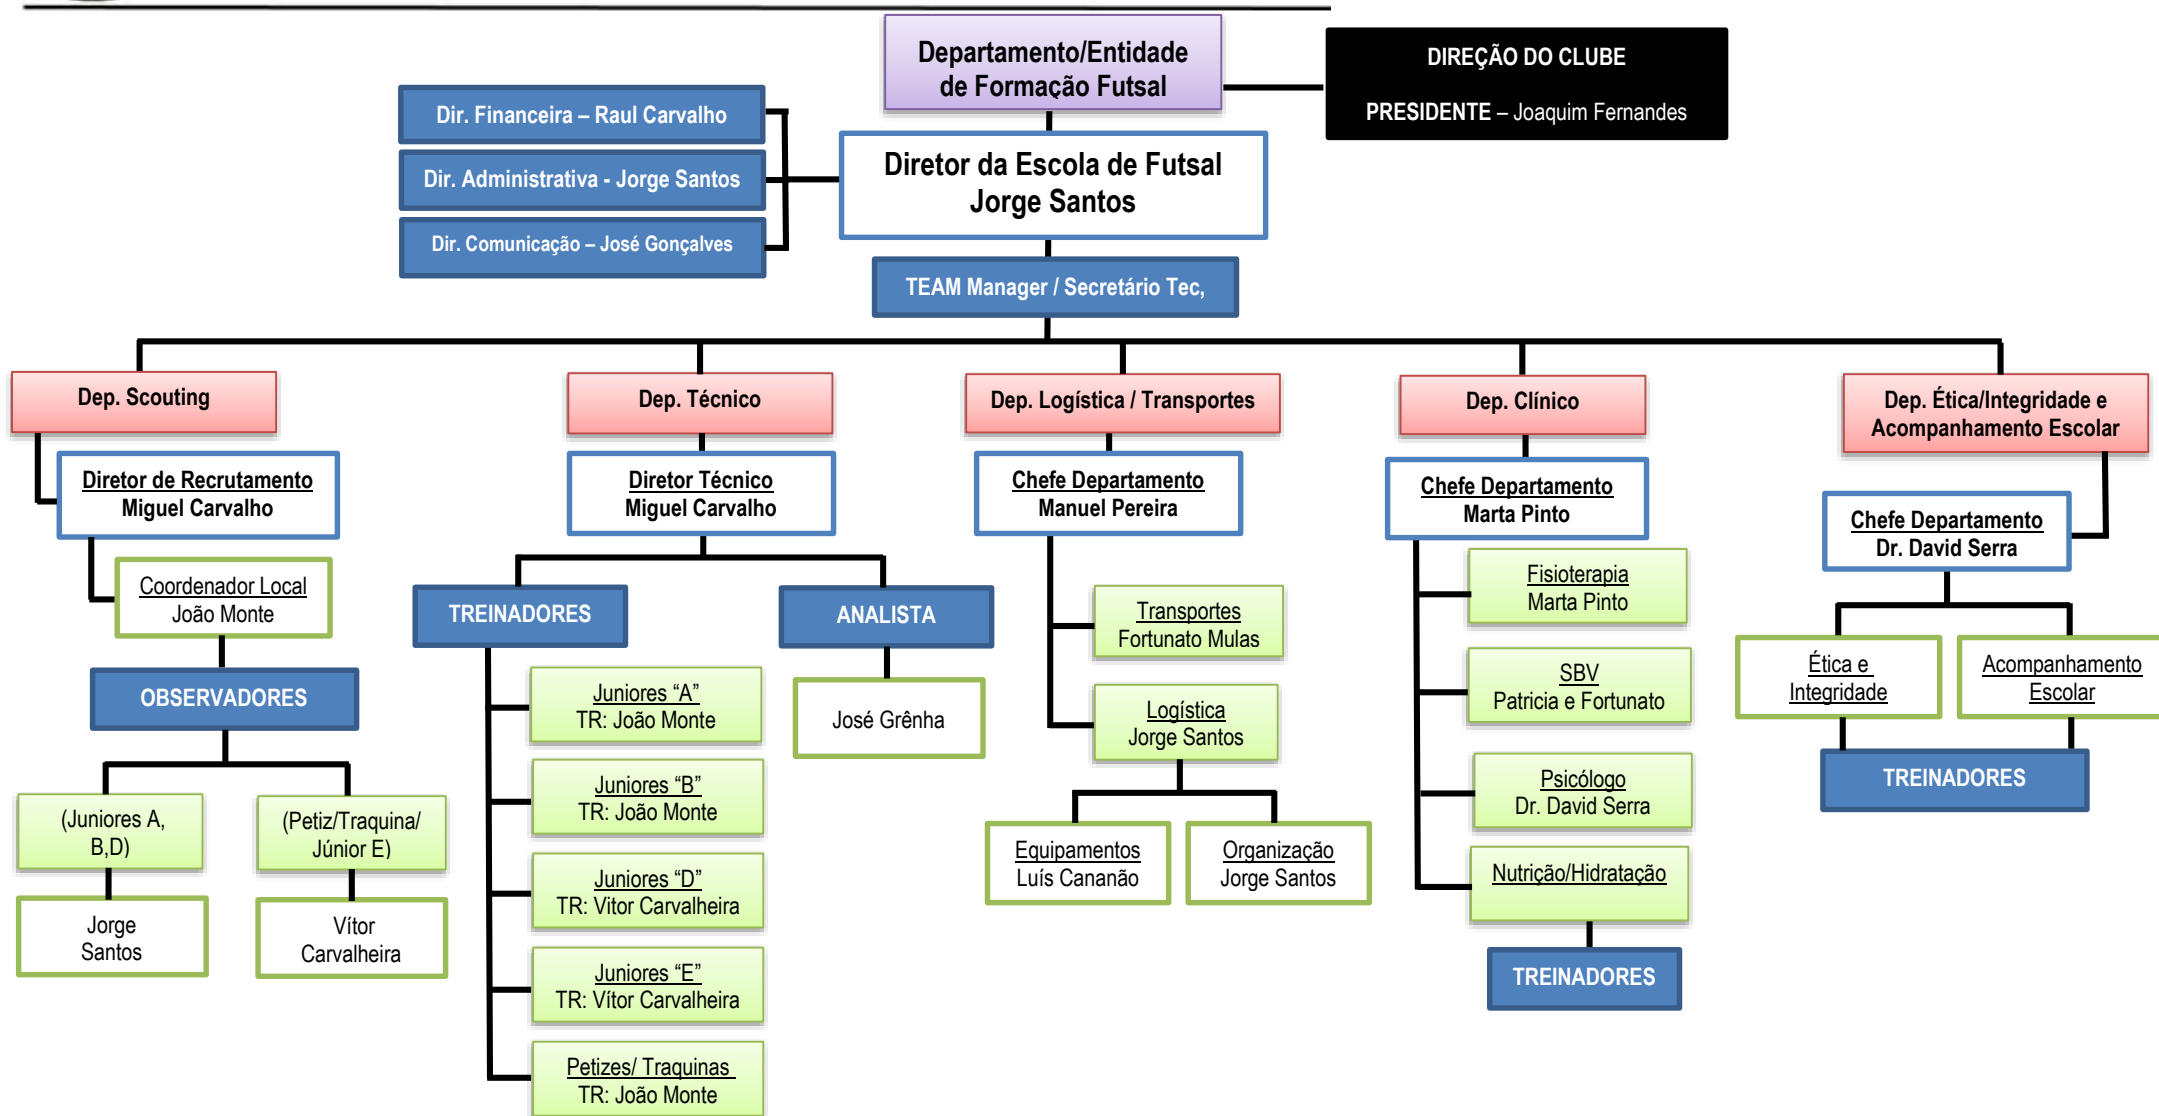 Departamento/Entidade
de Formação Futsal
DIREÇÃO DO CLUBE
PRESIDENTE – Joaquim Fernandes
Dir. Financeira – Raul Carvalho
Dir. Administrativa - Jorge Santos
Dir. Comunicação – José Gonçalves
Diretor da Escola de Futsal
Jorge Santos
TEAM Manager / Secretário Tec,
Dep. Scouting
Diretor de Recrutamento
Miguel Carvalho
Coordenador Local
João Monte
OBSERVADORES
(Juniores A,
B,D)
Jorge
Santos
(Petiz/Traquina/
Júnior E)
Vítor
Carvalheira
Dep. Técnico
Diretor Técnico
Miguel Carvalho
TREINADORES
Juniores “A”
TR: João Monte
Juniores “B”
TR: João Monte
Juniores “D”
TR: Vitor Carvalheira
Juniores “E”
TR: Vítor Carvalheira
Petizes/ Traquinas
TR: João Monte
ANALISTA
José Grênha
Dep. Logística / Transportes
Chefe Departamento
Manuel Pereira
Transportes
Fortunato Mulas
Logística
Jorge Santos
Equipamentos
Luís Cananão
Organização
Jorge Santos
Dep. Clínico
Chefe Departamento
Marta Pinto
Fisioterapia
Marta Pinto
SBV
Patricia e Fortunato
Psicólogo
Dr. David Serra
Nutrição/Hidratação
TREINADORES
Dep. Ética/Integridade e
Acompanhamento Escolar
Chefe Departamento
Dr. David Serra
Ética e
Integridade
Acompanhamento
Escolar
TREINADORES